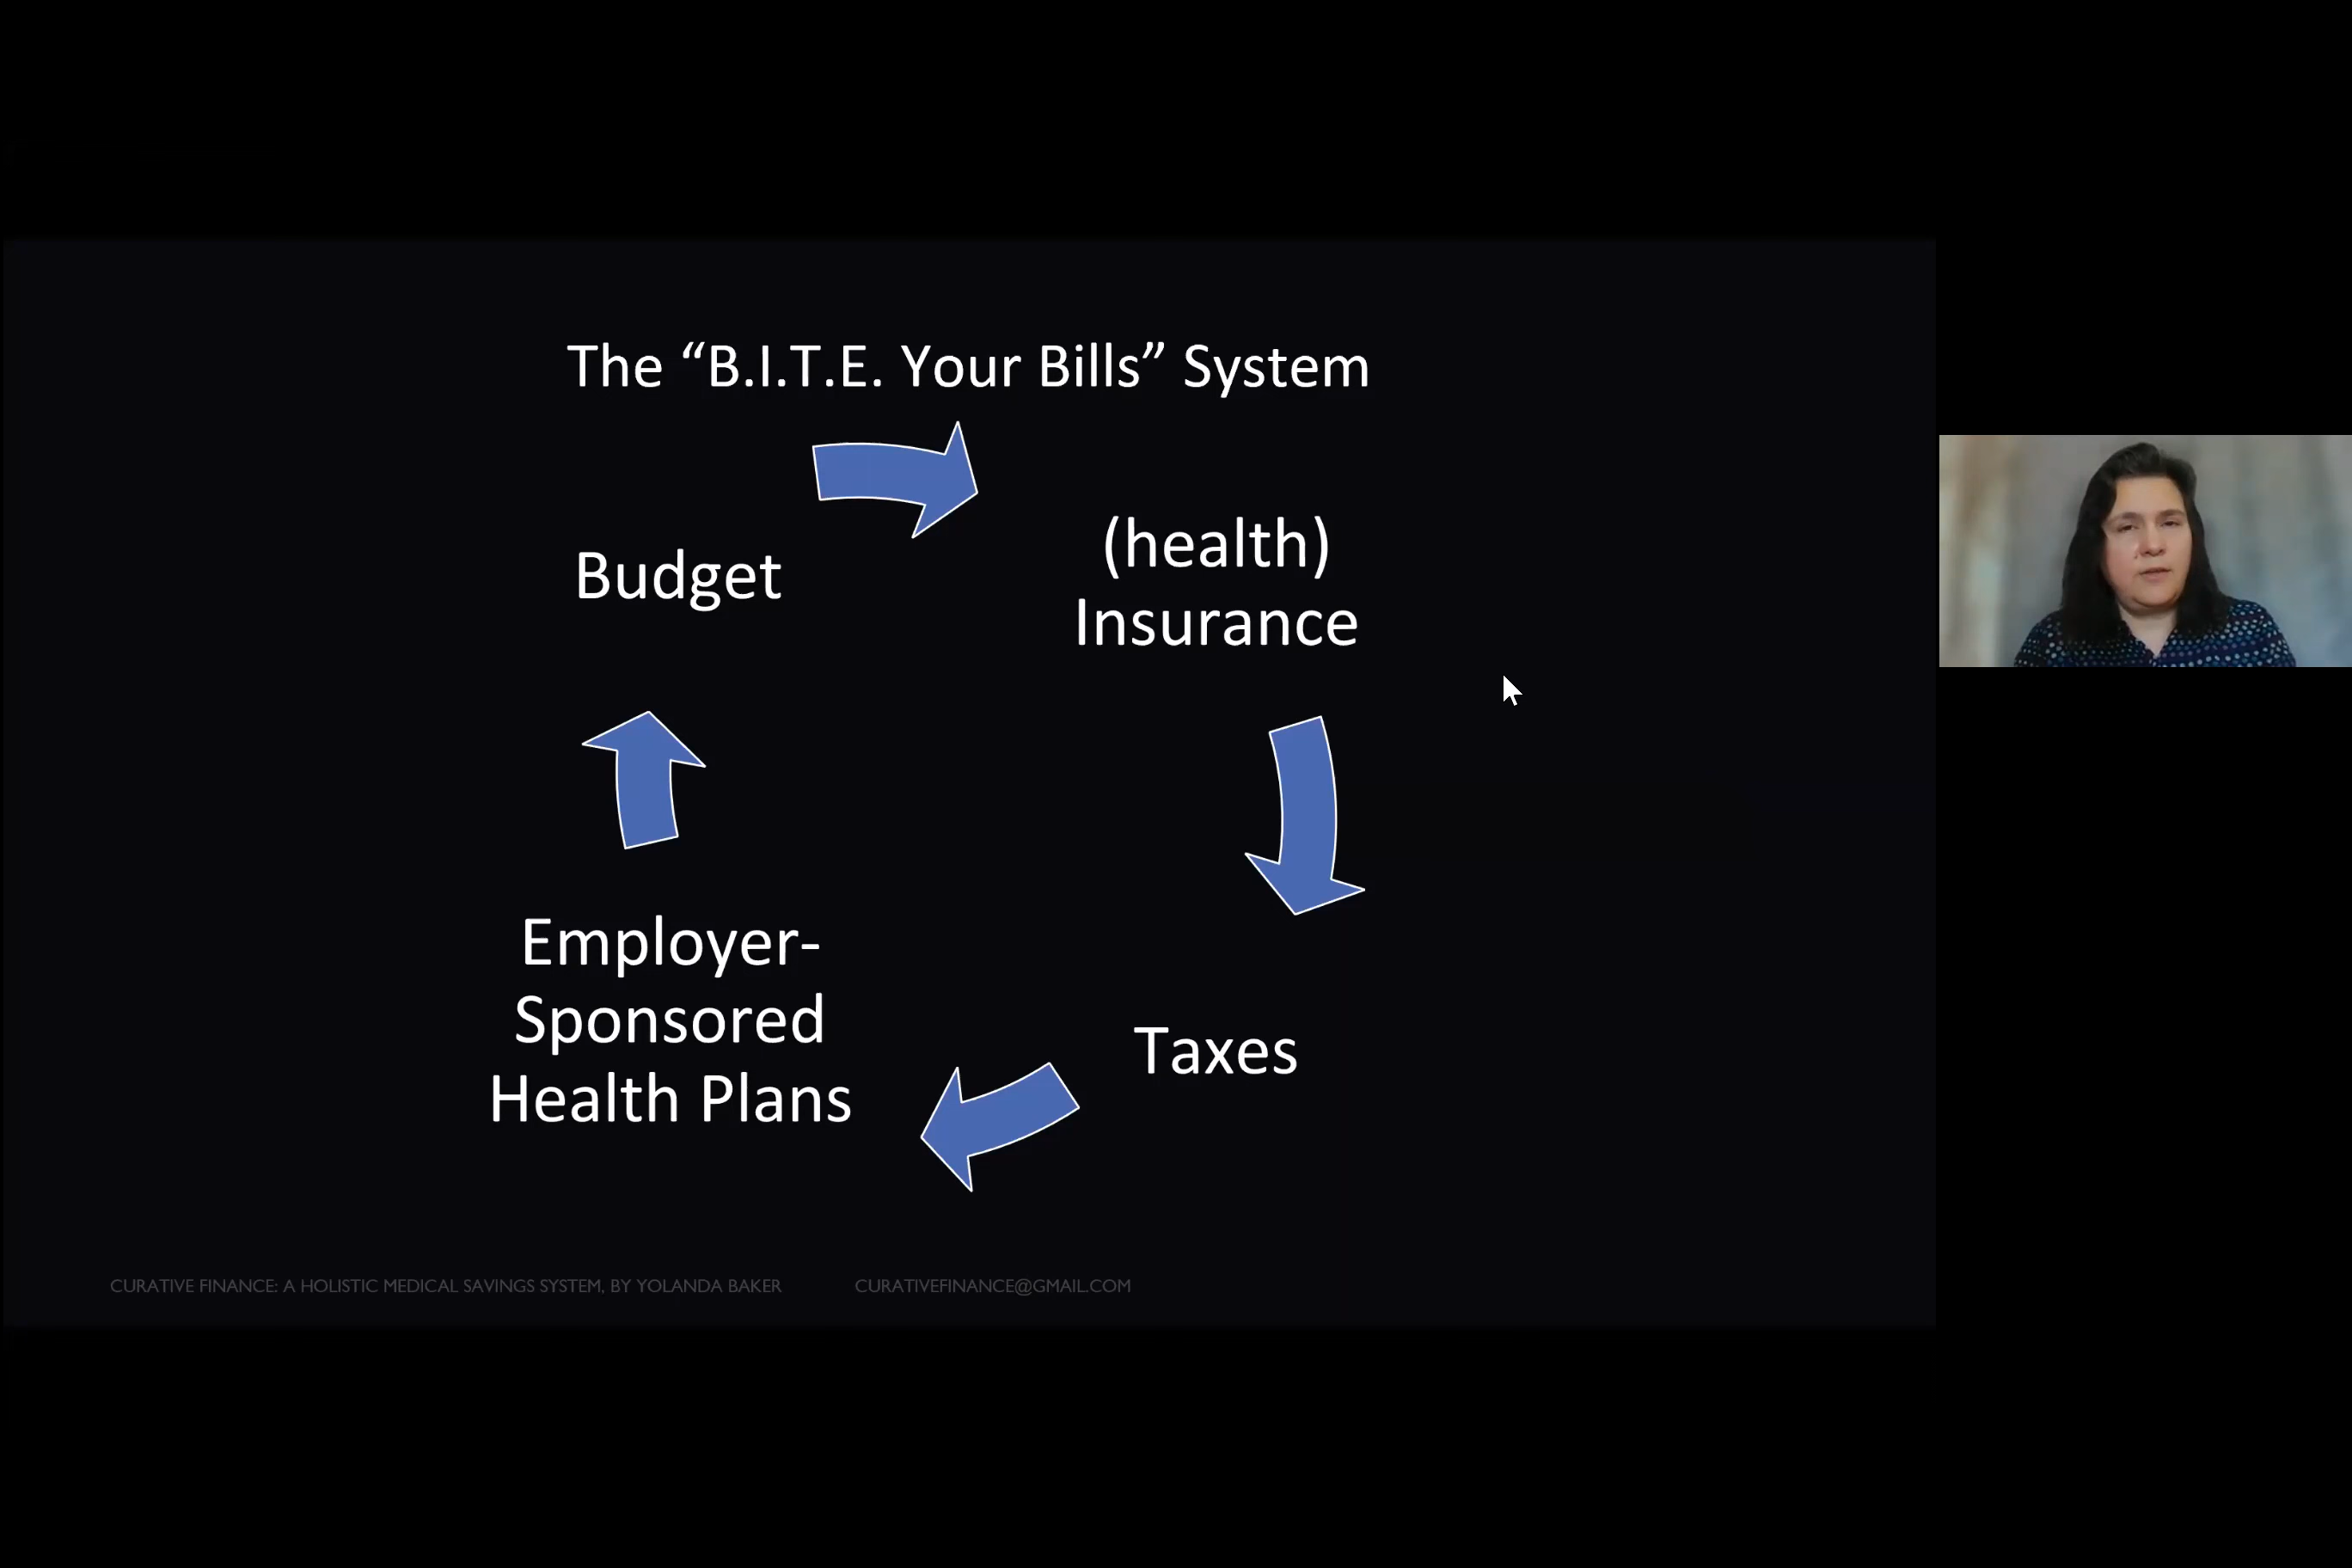 The “B.I.T.E. Your Bills” System
Budget
(health)
Insurance
Taxes
Employer-
Sponsored
Health Plans
CURATIVE FINANCE: A HOLISTIC MEDICAL SAVINGS SYSTEM, BY YOLANDA BAKER
CURATIVEFINANCE@GMAIL.COM